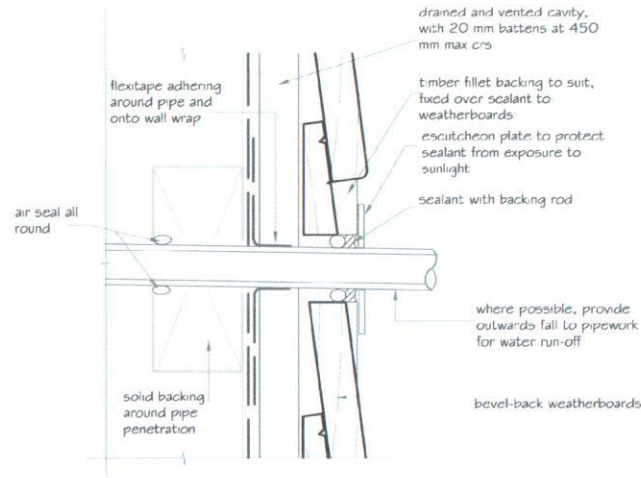 drained and vented cavity,
with 20 mm battens at 450
mm max crs
flexitape adhering
around pipe and
onto wall wrap
timber fillet backing to suit,
fixed over sealant to
weatherboards
escutcheon plate to protect
sealant from exposure to
sunlight
sealant with backing rod
air seal all
round
where possible, provide
outwards fall to pipework
for water run-off
solid backing
around pipe
penetration
bevel-back weatherboards